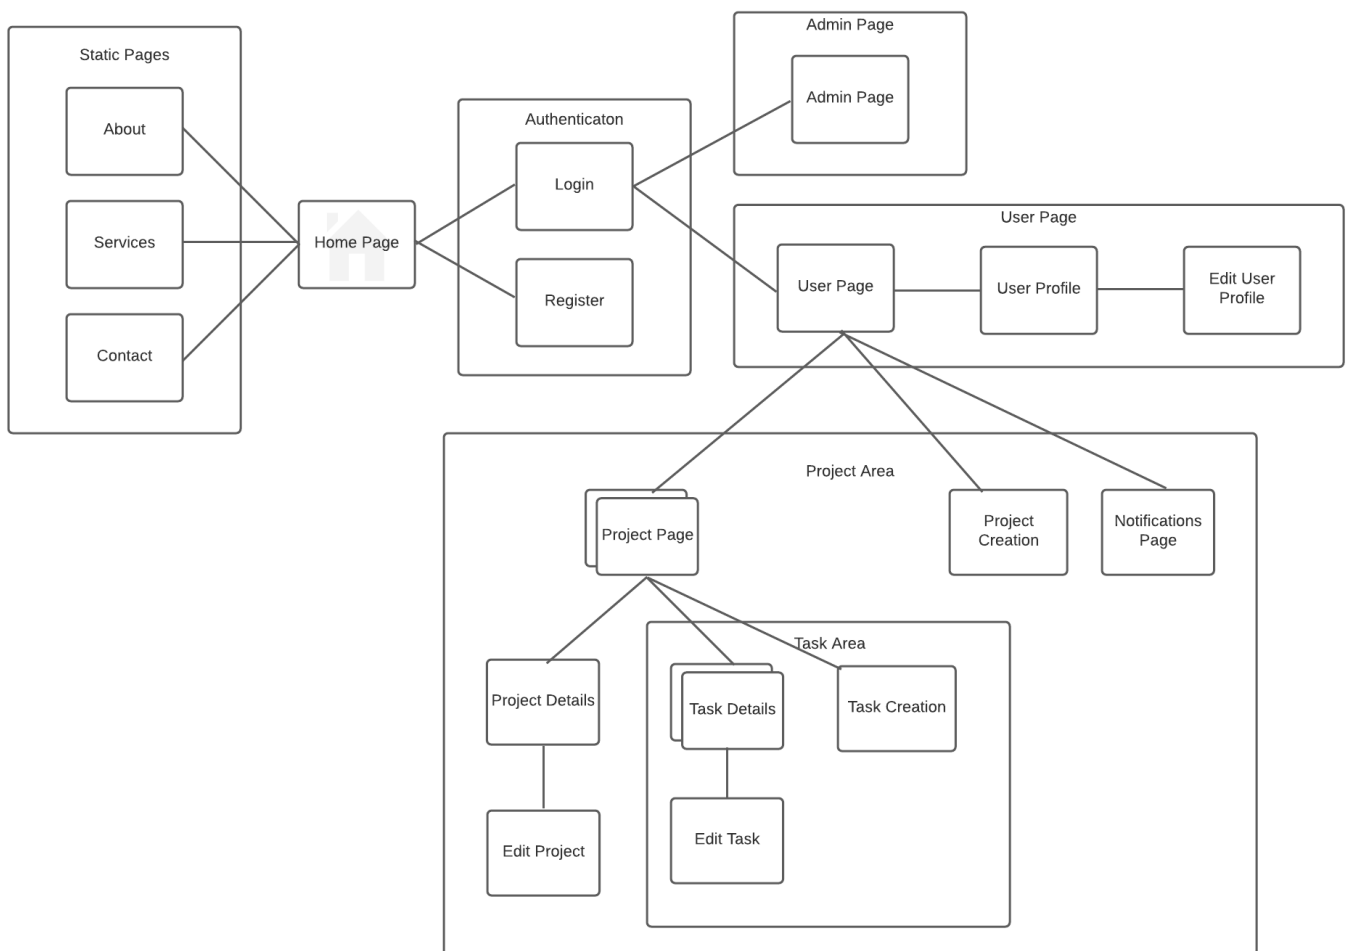 Static Pages
About
Services
Contact
Home Page
Authenticaton
Login
Register
Admin Page
Admin Page
User Page
User Page
User Profile
Edit User
Profile
Project Area
Project Page
Project
Creation
Notifications
Page
Project Details
Edit Project
Task Area
Task Details
Task Creation
Edit Task